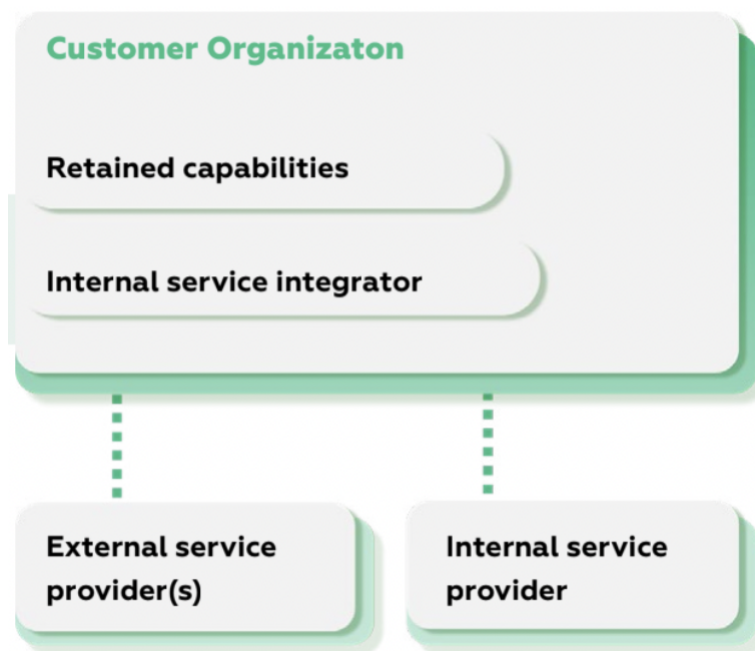 Customer Organizaton
Retained capabilities
Internal service integrator
External service
provider(s)
Internal service
provider